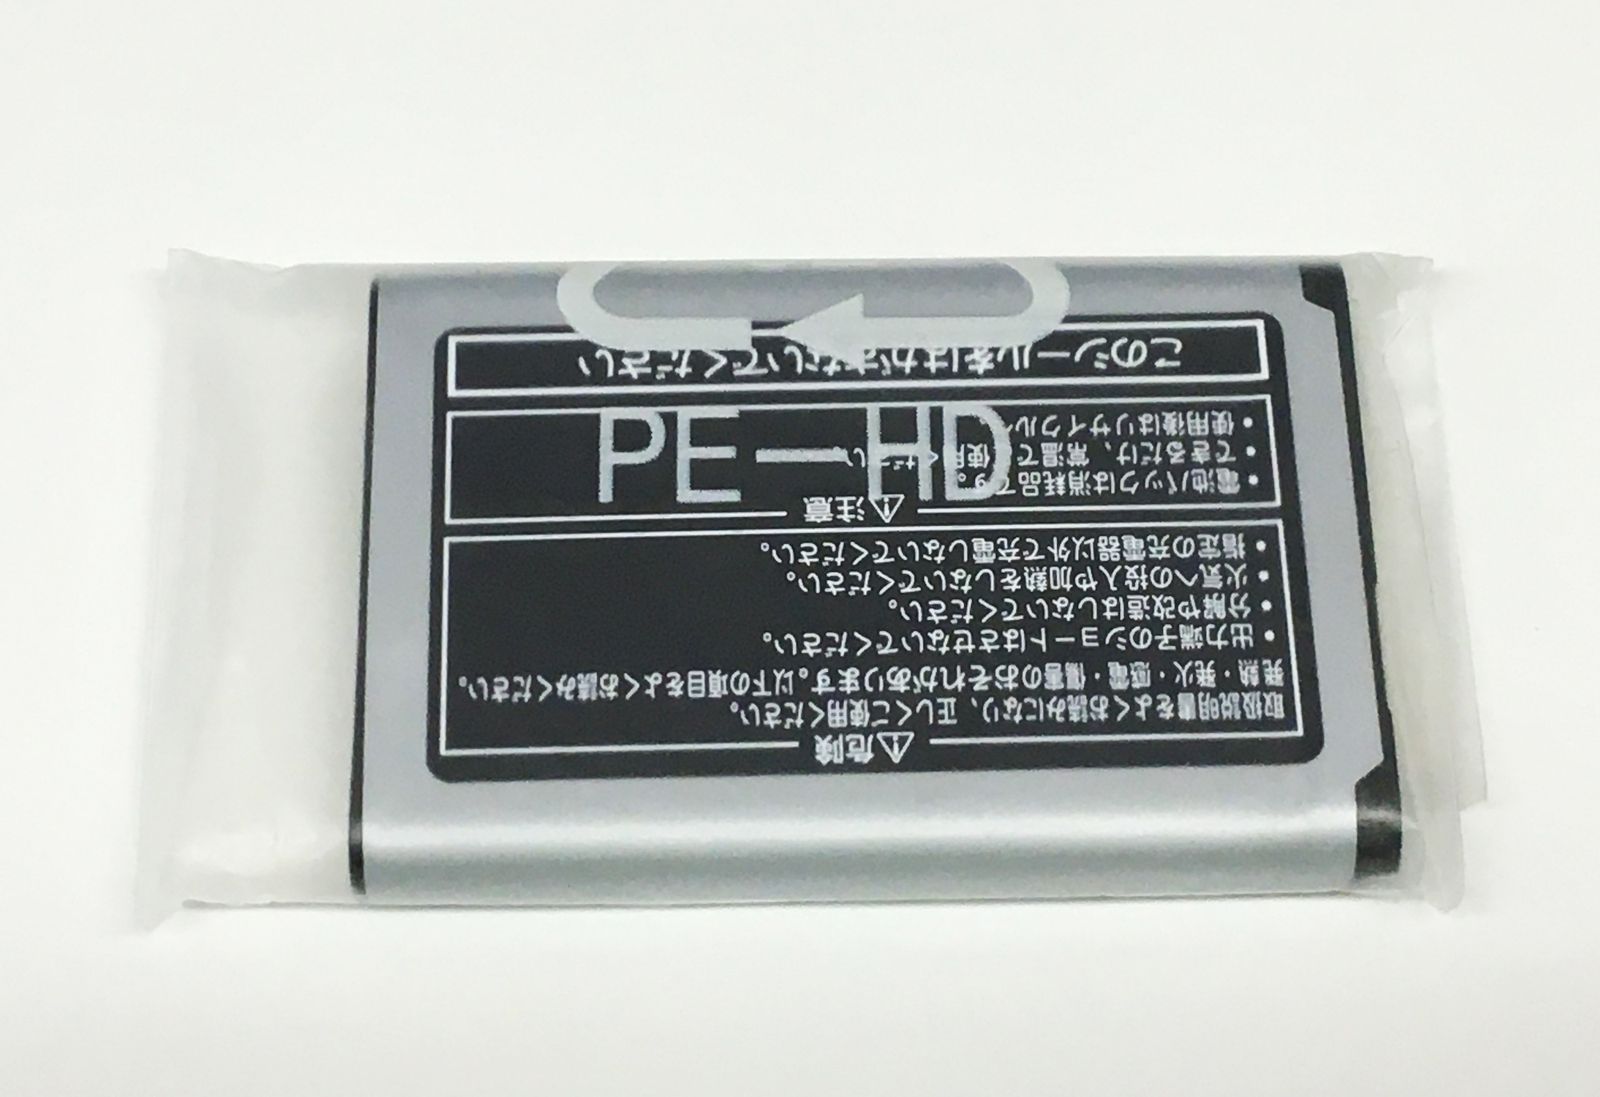 PE-HD
⚠危険
取扱説明書をよくお読みになり、正しくご使用ください。
発熱・発火・感電・傷害のおそれがあります。以下の項目をよくお読みください。
• 出力端子のショートはさせないでください。
• 分解や改造はしないでください。
• 火気への投入や加熱をしないでください。
• 指定の充電器以外で充電しないでください。
⚠注意
• 電池パックは消耗品です。
• できるだけ、常温でご使用ください。
• 使用後はリサイクルへ
このシールをはがさないでください